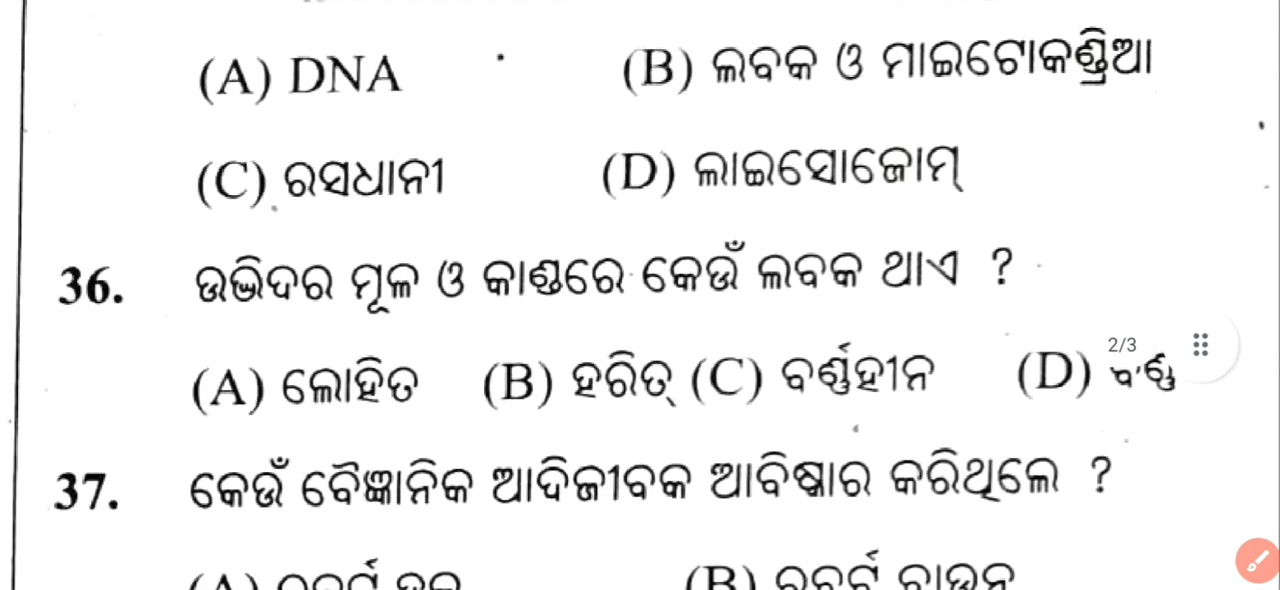 (A) DNA (B) ଲବକ ଓ ମାଇଟୋକଣ୍ଡ୍ରିଆ
(C) ରସଧାନୀ (D) ଲାଇସୋଜୋମ୍
36. ଉଦ୍ଭିଦର ମୂଳ ଓ କାଣ୍ଡରେ କେଉଁ ଲବକ ଥାଏ ?
(A) ଲୋହିତ (B) ହରିତ୍ (C) ବର୍ଣ୍ଣହୀନ (D)
2/3
37. କେଉଁ ବୈଜ୍ଞାନିକ ଆଦିଜୀବକ ଆବିଷ୍କାର କରିଥିଲେ ?